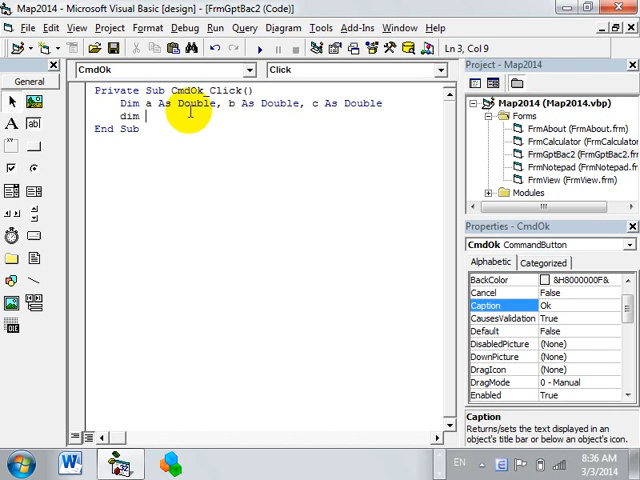 Map2014 - Microsoft Visual Basic [design] - [FrmGptBac2 (Code)]
File Edit View Project Format Debug Run Query Diagram Tools Add-Ins Window Help
Ln 3, Col 9
General
CmdOk
Click
Private Sub CmdOk_Click()
Dim a As Double, b As Double, c As Double
dim
End Sub
Project - Map2014
Map2014 (Map2014.vbp)
Forms
FrmAbout (FrmAbout.frm)
FrmCalculator (FrmCalculator.frm)
FrmGptBac2 (FrmGptBac2.frm)
FrmNotepad (FrmNotepad.frm)
FrmView (FrmView.frm)
Modules
Properties - CmdOk
CmdOk CommandButton
Alphabetic Categorized
BackColor &H8000000F&
Cancel False
Caption Ok
CausesValidation True
Default False
DisabledPicture (None)
DownPicture (None)
DragIcon (None)
DragMode 0 - Manual
Enabled True
Caption
Returns/sets the text displayed in an object's title bar or below an object's icon.
EN
8:36 AM
3/3/2014